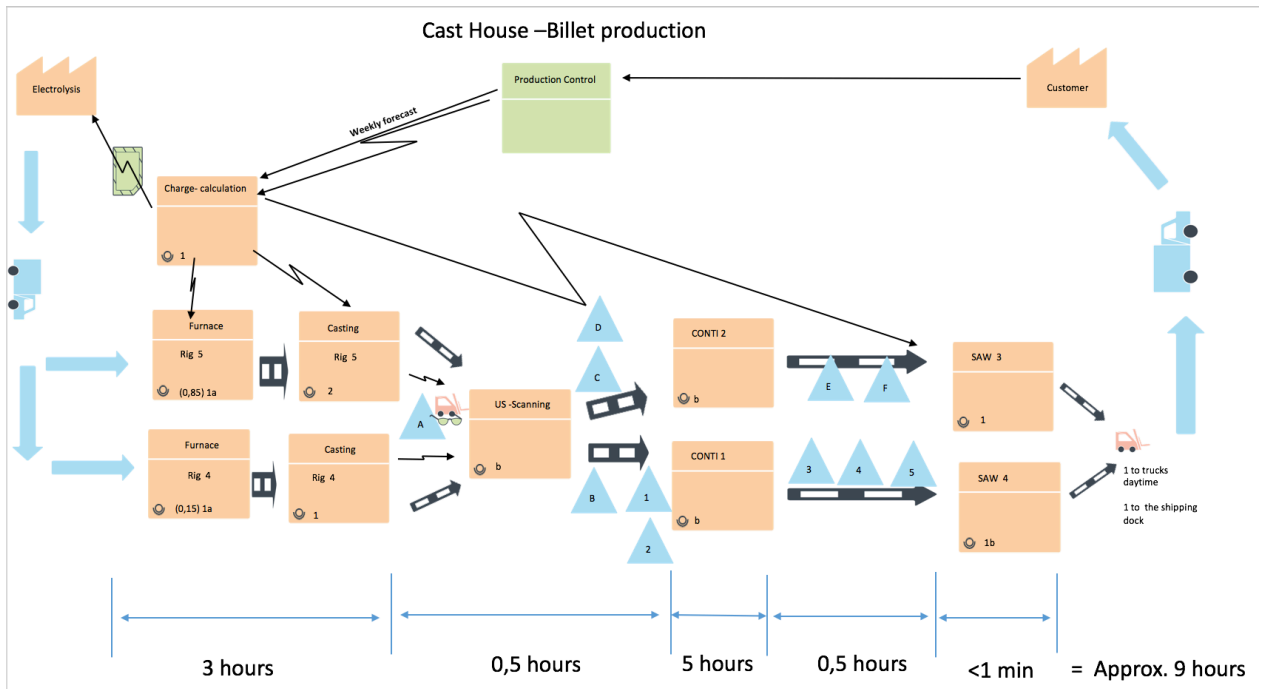 Cast House –Billet production
Electrolysis
Production Control
Customer
Weekly forecast
Charge- calculation
1
Furnace
Rig 5
(0,85) 1a
Casting
Rig 5
2
D
C
CONTI 2
b
E
F
SAW 3
1
A
US -Scanning
b
Furnace
Rig 4
(0,15) 1a
Casting
Rig 4
1
B
1
2
CONTI 1
b
3
4
5
SAW 4
1b
1 to trucks
daytime
1 to the shipping
dock
3 hours
0,5 hours
5 hours
0,5 hours
<1 min
= Approx. 9 hours